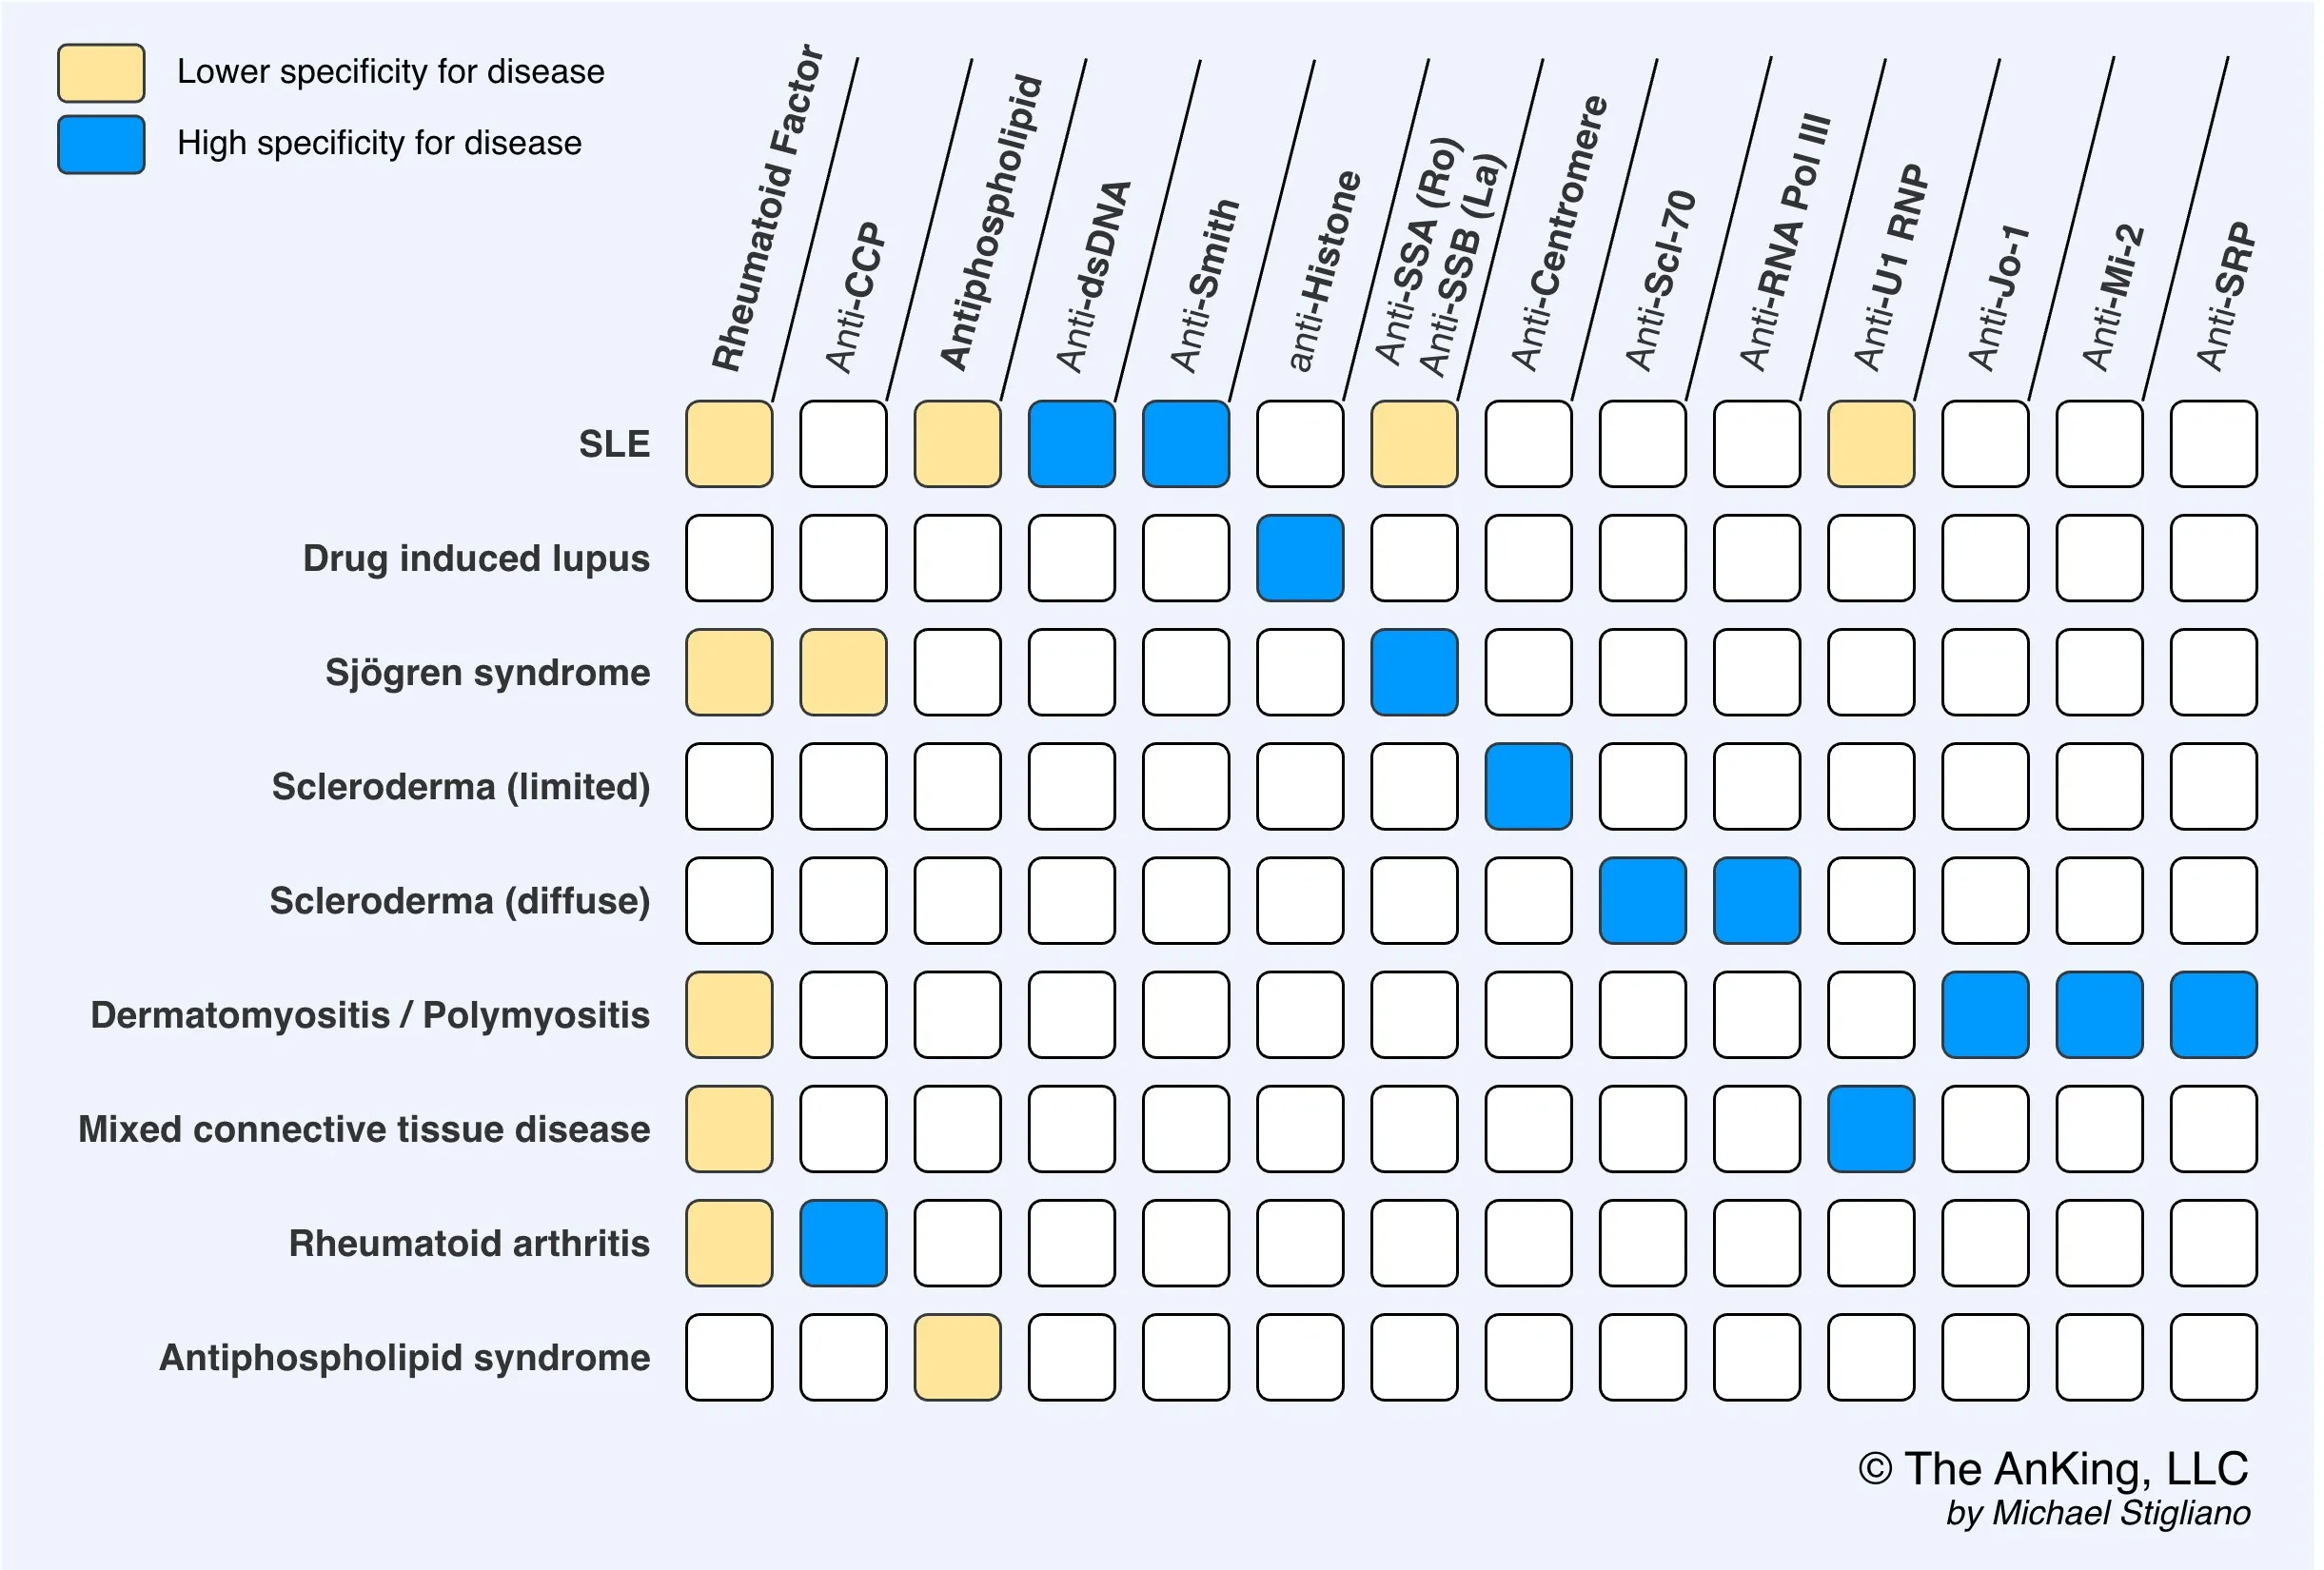 Lower specificity for disease
High specificity for disease
Rheumatoid Factor
Anti-CCP
Antiphospholipid
Anti-dsDNA
Anti-Smith
anti-Histone
Anti-SSA (Ro)
Anti-SSB (La)
Anti-Centromere
Anti-Scl-70
Anti-RNA Pol III
Anti-U1 RNP
Anti-Jo-1
Anti-Mi-2
Anti-SRP
SLE
Drug induced lupus
Sjögren syndrome
Scleroderma (limited)
Scleroderma (diffuse)
Dermatomyositis / Polymyositis
Mixed connective tissue disease
Rheumatoid arthritis
Antiphospholipid syndrome
© The AnKing, LLC
by Michael Stigliano